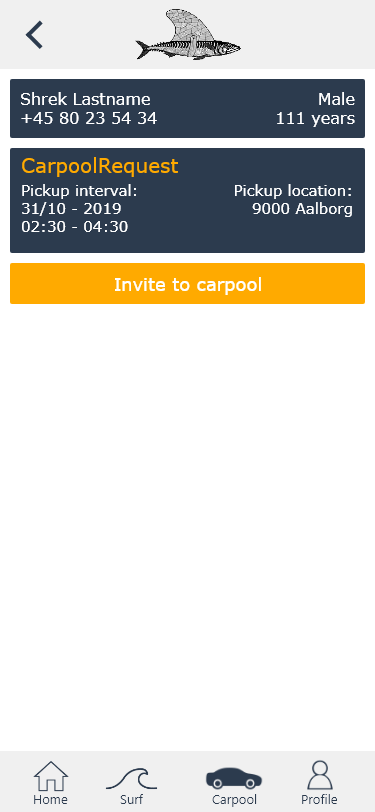 Shrek Lastname
Male
+45 80 23 54 34
111 years
CarpoolRequest
Pickup interval:
Pickup location:
31/10 - 2019
9000 Aalborg
02:30 - 04:30
Invite to carpool
Home
Surf
Carpool
Profile